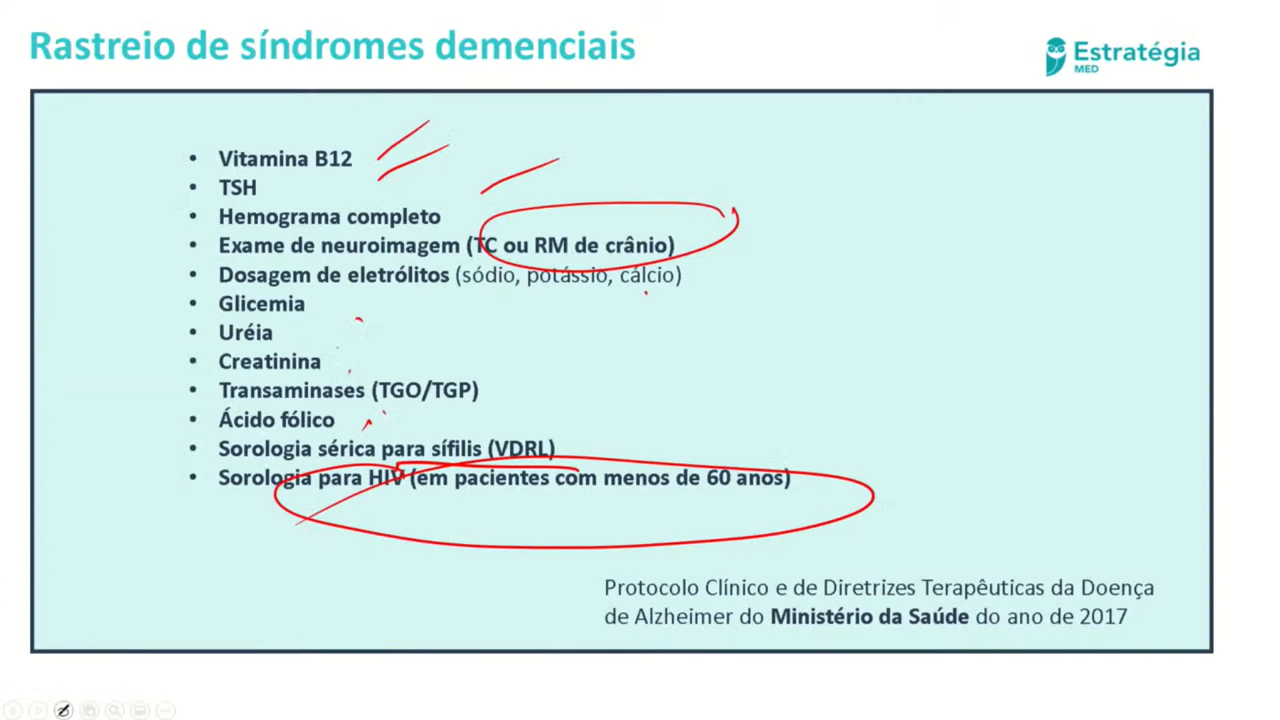 Rastreio de síndromes demenciais
Estratégia
MED
• Vitamina B12
• TSH
• Hemograma completo
• Exame de neuroimagem (TC ou RM de crânio)
• Dosagem de eletrólitos (sódio, potássio, cálcio)
• Glicemia
• Uréia
• Creatinina
• Transaminases (TGO/TGP)
• Ácido fólico
• Sorologia sérica para sífilis (VDRL)
• Sorologia para HIV (em pacientes com menos de 60 anos)
Protocolo Clínico e de Diretrizes Terapêuticas da Doença
de Alzheimer do Ministério da Saúde do ano de 2017